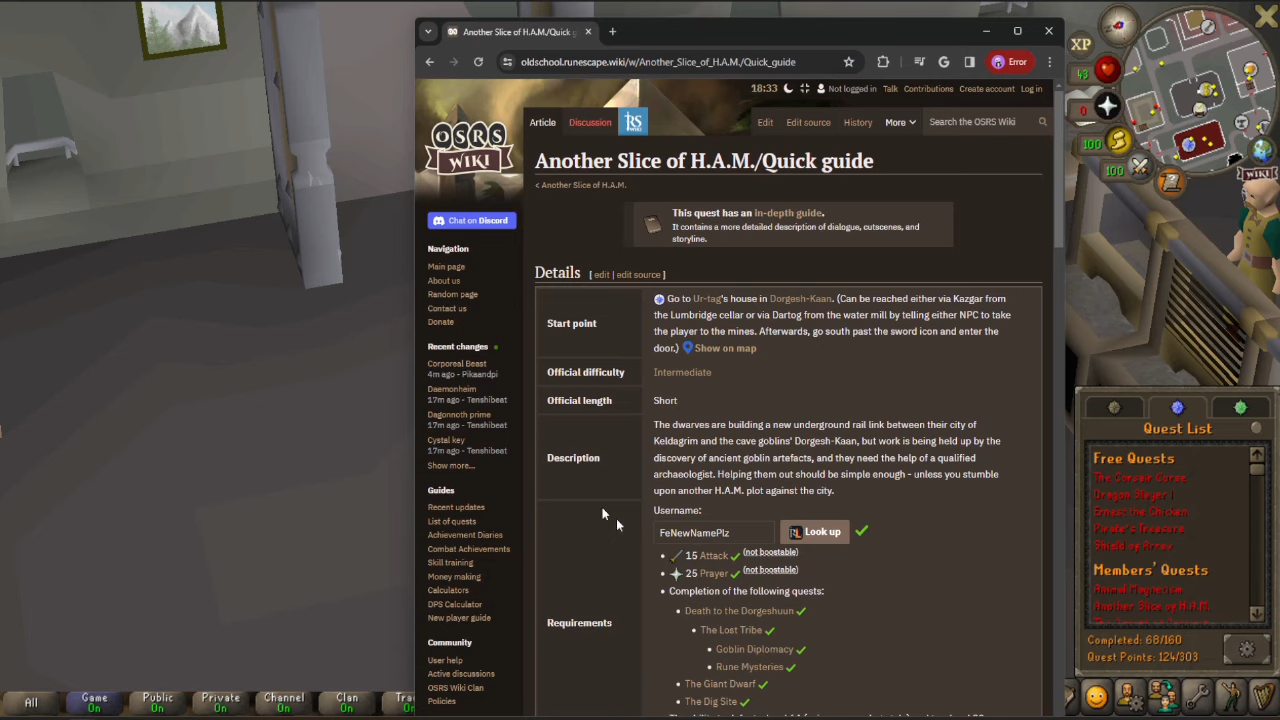 Another Slice of H.A.M./Quick g
oldschool.runescape.wiki/w/Another_Slice_of_H.A.M./Quick_guide
Error
18:33 Not logged in Talk Contributions Create account Log in
OSRS
WIKI
Article Discussion RS WIKI Edit Edit source History More Search the OSRS Wiki
Another Slice of H.A.M./Quick guide
< Another Slice of H.A.M.
This quest has an in-depth guide.
It contains a more detailed description of dialogue, cutscenes, and
storyline.
Chat on Discord
Navigation
Main page
About us
Random page
Contact us
Donate
Recent changes
Corporeal Beast
4m ago - Pikaandpi
Daemonheim
17m ago - Tenshibeat
Dagonnoth prime
17m ago - Tenshibeat
Cystal key
17m ago - Tenshibeat
Show more...
Guides
Recent updates
List of quests
Achievement Diaries
Combat Achievements
Skill training
Money making
Calculators
DPS Calculator
New player guide
Community
User help
Active discussions
OSRS Wiki Clan
Policies
Details [ edit | edit source ]
Start point
Go to Ur-tag's house in Dorgesh-Kaan. (Can be reached either via Kazgar from
the Lumbridge cellar or via Dartog from the water mill by telling either NPC to take
the player to the mines. Afterwards, go south past the sword icon and enter the
door.) Show on map
Official difficulty Intermediate
Official length Short
Description
The dwarves are building a new underground rail link between their city of
Keldagrim and the cave goblins' Dorgesh-Kaan, but work is being held up by the
discovery of ancient goblin artefacts, and they need the help of a qualified
archaeologist. Helping them out should be simple enough - unless you stumble
upon another H.A.M. plot against the city.
Requirements
Username:
FeNewNamePlz Look up
• 15 Attack (not boostable)
• 25 Prayer (not boostable)
• Completion of the following quests:
Death to the Dorgeshuun
The Lost Tribe
Goblin Diplomacy
Rune Mysteries
The Giant Dwarf
The Dig Site
XP
43
0
100
100
WIKI
Quest List
Free Quests
The Corsair Curse
Dragon Slayer I
Ernest the Chicken
Pirate's Treasure
Shield of Arrav
Members' Quests
Animal Magnetism
Another Slice of H.A.M.
Completed: 68/160
Quest Points: 124/303
All
Game
On
Public
On
Private
On
Channel
On
Clan
On
Tra
On